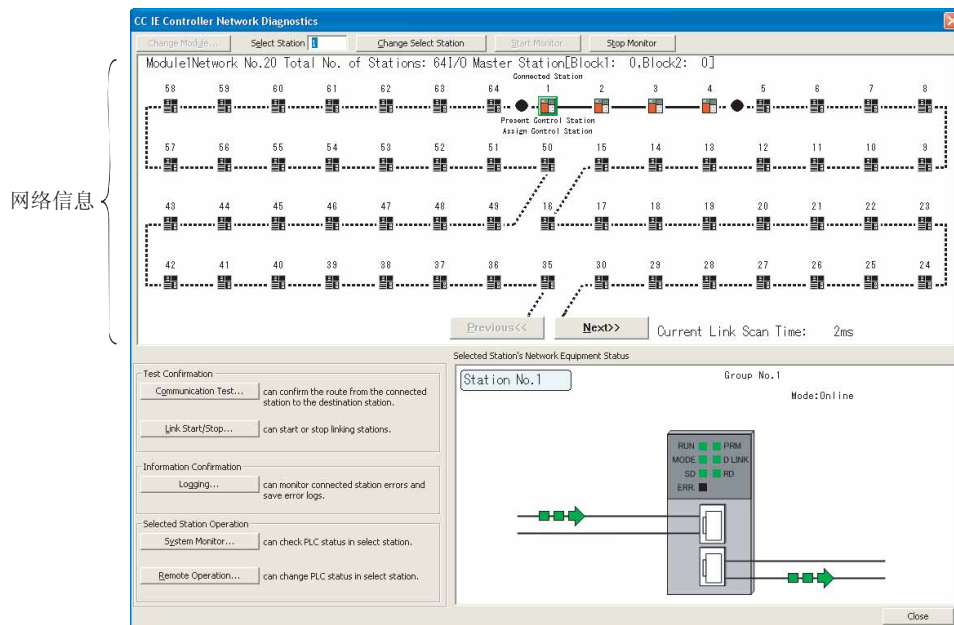 CC IE Controller Network Diagnostics
Change Module... Select Station 1 Change Select Station Start Monitor Stop Monitor
Module1Network No.20 Total No. of Stations: 64I/O Master Station[Block1: 0,Block2: 0]
Connected Station
58 59 60 61 62 63 64 1 2 3 4 5 6 7 8
Present Control Station
Assign Control Station
57 56 55 54 53 52 51 50 15 14 13 12 11 10 9
网络信息
43 44 45 46 47 48 49 16 17 18 19 20 21 22 23
42 41 40 39 38 37 36 35 30 29 28 27 26 25 24
Previous<< Next>> Current Link Scan Time: 2ms
Test Confirmation
Communication Test... can confirm the route from the connected
station to the destination station.
Link Start/Stop... can start or stop linking stations.
Information Confirmation
Logging... can monitor connected station errors and
save error logs.
Selected Station Operation
System Monitor... can check PLC status in select station.
Remote Operation... can change PLC status in select station.
Selected Station's Network Equipment Status
Station No.1
Group No.1
Mode:Online
RUN PRM
MODE D LINK
SD RD
ERR.
Close